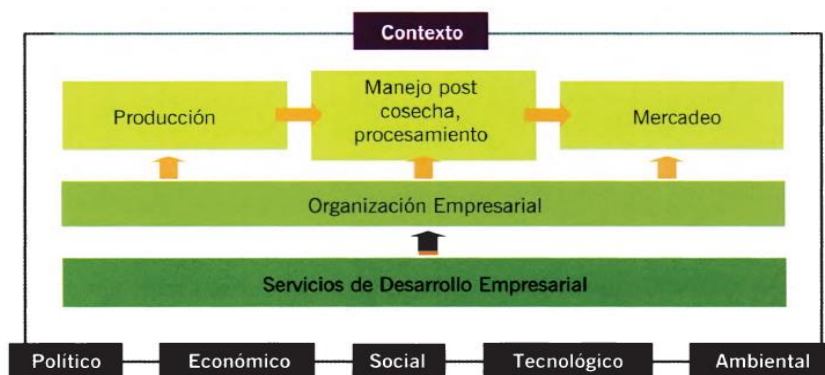 Contexto
Producción
Manejo post
cosecha,
procesamiento
Mercadeo
Organización Empresarial
Servicios de Desarrollo Empresarial
Político
Económico
Social
Tecnológico
Ambiental